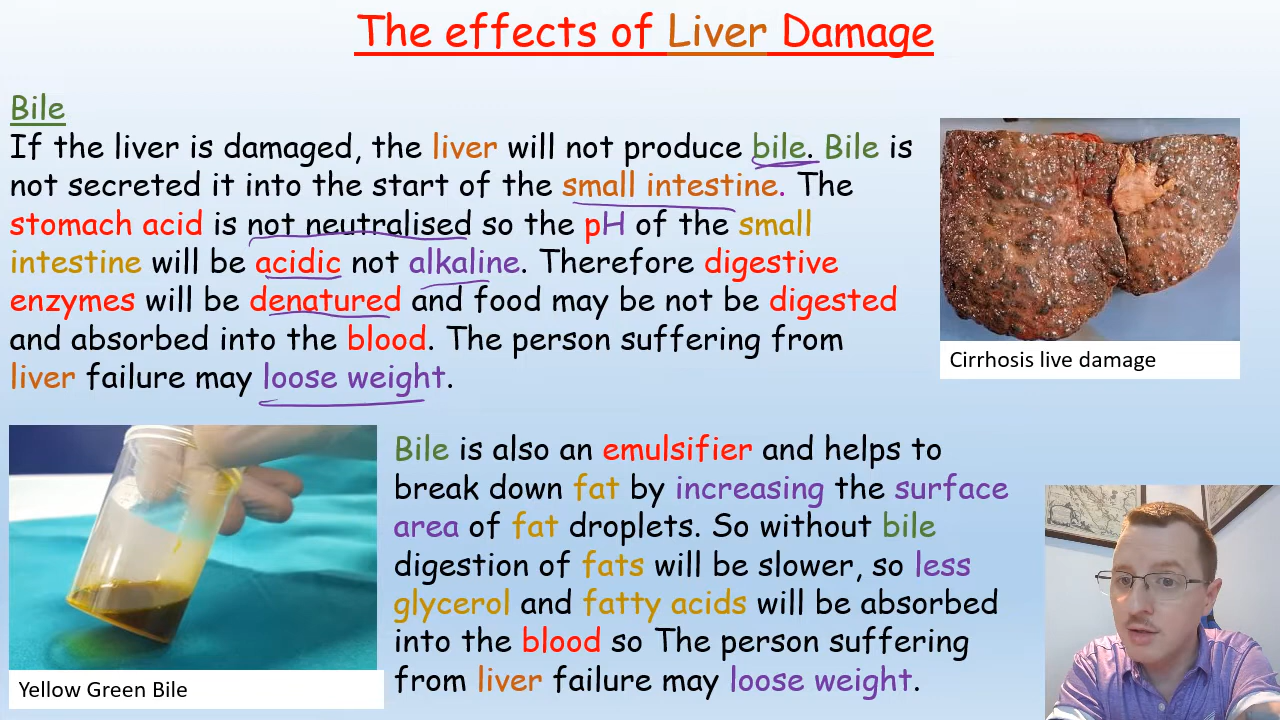 The effects of Liver Damage
Bile
If the liver is damaged, the liver will not produce bile. Bile is
not secreted it into the start of the small intestine. The
stomach acid is not neutralised so the pH of the small
intestine will be acidic not alkaline. Therefore digestive
enzymes will be denatured and food may be not be digested
and absorbed into the blood. The person suffering from
liver failure may loose weight.
Cirrhosis live damage
Bile is also an emulsifier and helps to
break down fat by increasing the surface
area of fat droplets. So without bile
digestion of fats will be slower, so less
glycerol and fatty acids will be absorbed
into the blood so The person suffering
from liver failure may loose weight.
Yellow Green Bile